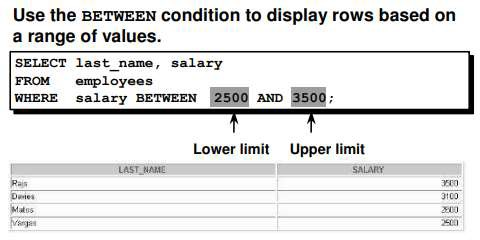 Use the BETWEEN condition to display rows based on
a range of values.
SELECT last_name, salary
FROM employees
WHERE salary BETWEEN 2500 AND 3500;
Lower limit Upper limit
LAST_NAME SALARY
Rajs 3500
Davies 3100
Matos 2600
Vargas 2500